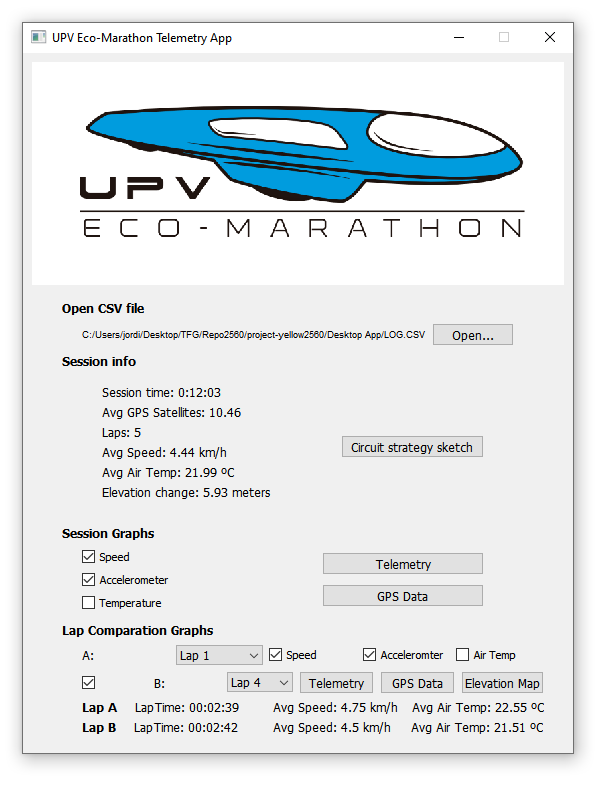 UPV Eco-Marathon Telemetry App
UPV
ECO-MARATHON
Open CSV file
C:/Users/jordi/Desktop/TFG/Repo2560/project-yellow2560/Desktop App/LOG.CSV Open...
Session info
Session time: 0:12:03
Avg GPS Satellites: 10.46
Laps: 5
Circuit strategy sketch
Avg Speed: 4.44 km/h
Avg Air Temp: 21.99 ºC
Elevation change: 5.93 meters
Session Graphs
Speed
Telemetry
Accelerometer
GPS Data
Temperature
Lap Comparation Graphs
A: Lap 1 Speed Acceleromter Air Temp
B: Lap 4 Telemetry GPS Data Elevation Map
Lap A LapTime: 00:02:39 Avg Speed: 4.75 km/h Avg Air Temp: 22.55 ºC
Lap B LapTime: 00:02:42 Avg Speed: 4.5 km/h Avg Air Temp: 21.51 ºC